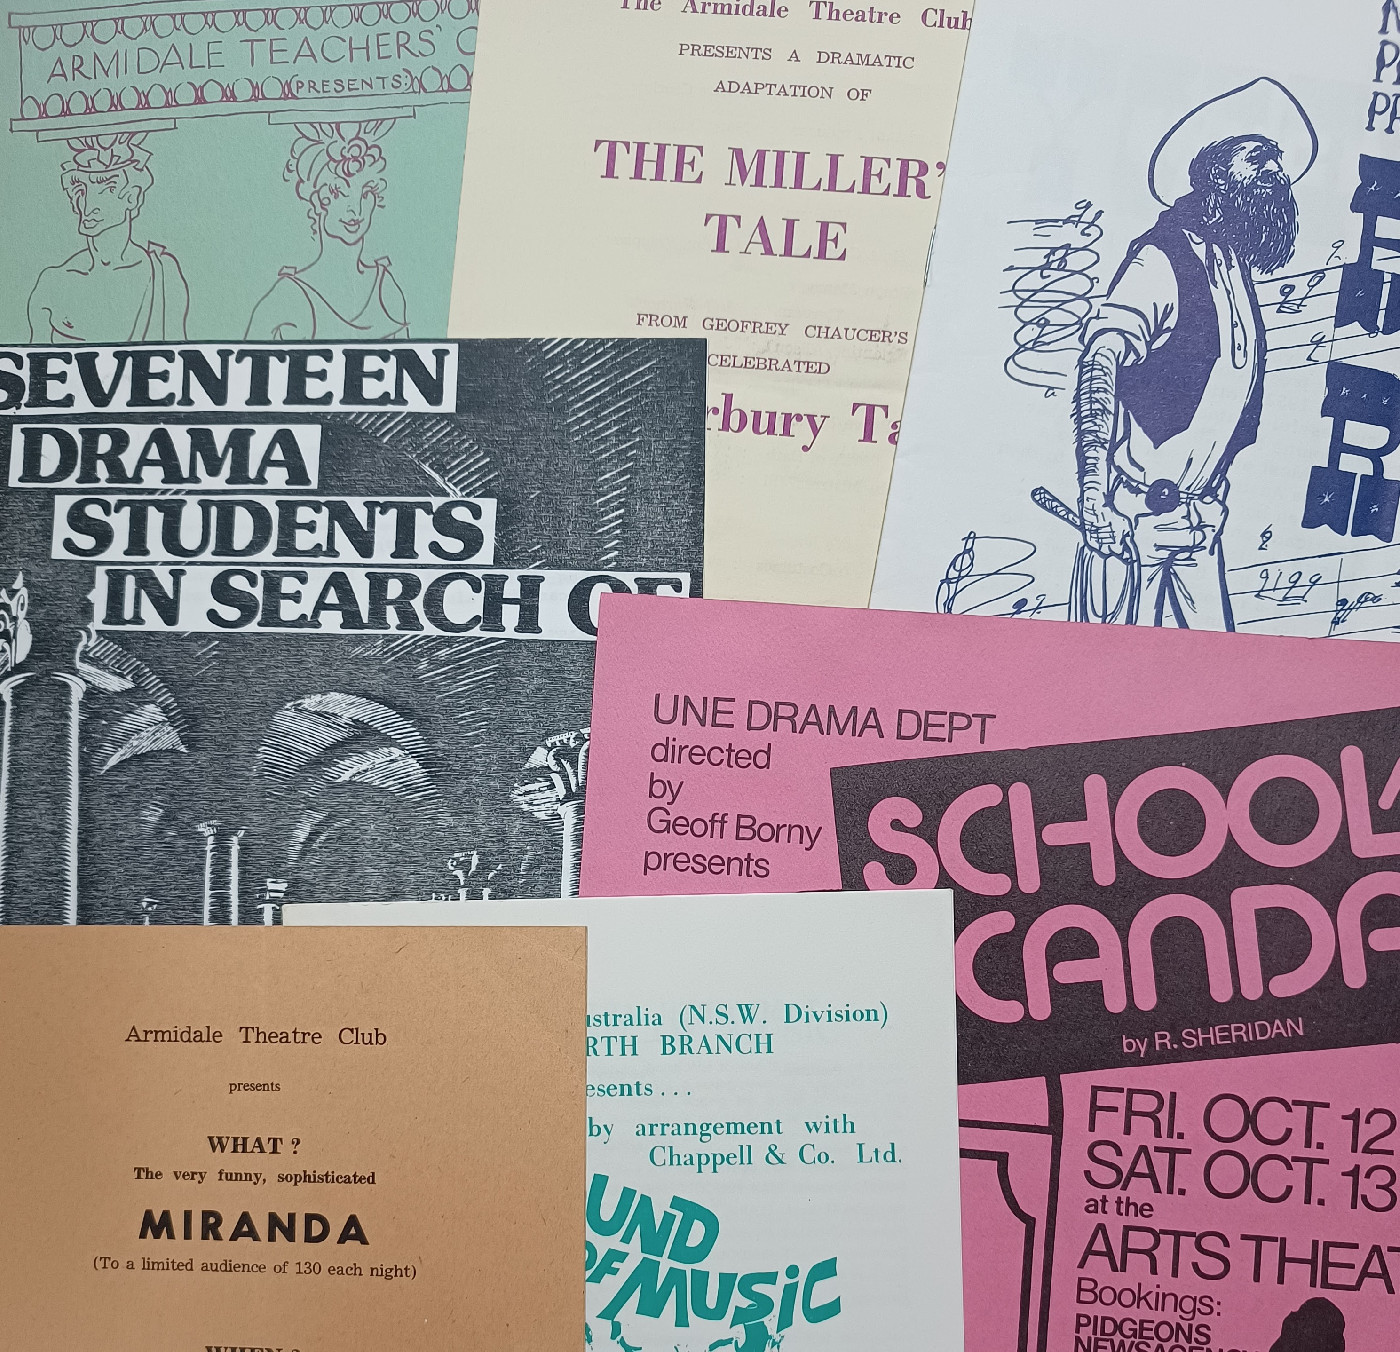 ARMIDALE TEACHERS' C
(PRESENTS:)
The Armidale Theatre Club
PRESENTS A DRAMATIC
ADAPTATION OF
THE MILLER'
TALE
FROM GEOFREY CHAUCER'S
CELEBRATED
rbury Ta
SEVENTEEN
DRAMA
STUDENTS
IN SEARCH OF
UNE DRAMA DEPT
directed
by
Geoff Borny
presents
SCHOOL
CANDA
by R. SHERIDAN
FRI. OCT. 12
SAT. OCT. 13
at the
ARTS THEAT
Bookings:
PIDGEONS
NEWSAGENCY
Armidale Theatre Club
presents
WHAT ?
The very funny, sophisticated
MIRANDA
(To a limited audience of 130 each night)
WHEN ?
ustralia (N.S.W. Division)
RTH BRANCH
esents . . .
by arrangement with
Chappell & Co. Ltd.
UND
OF MUSiC